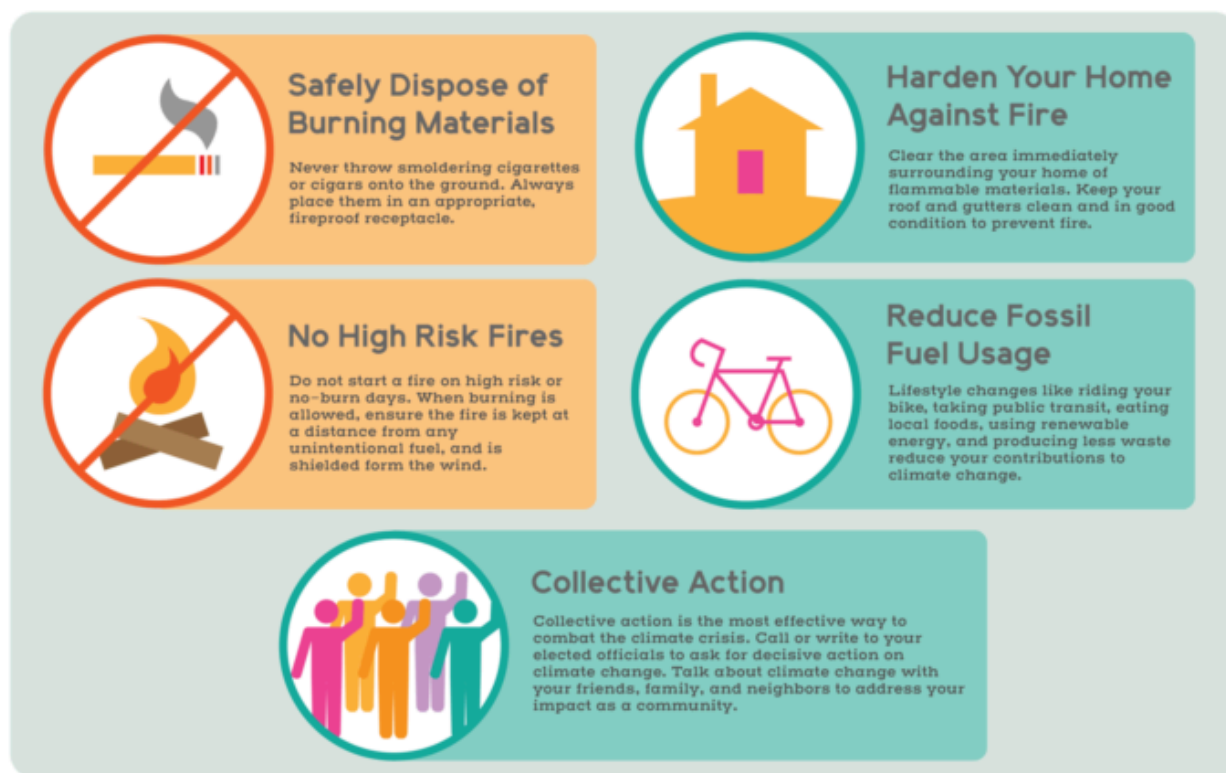 Safely Dispose of
Burning Materials
Never throw smoldering cigarettes
or cigars onto the ground. Always
place them in an appropriate,
fireproof receptacle.
Harden Your Home
Against Fire
Clear the area immediately
surrounding your home of
flammable materials. Keep your
roof and gutters clean and in good
condition to prevent fire.
No High Risk Fires
Do not start a fire on high risk or
no-burn days. When burning is
allowed, ensure the fire is kept at
a distance from any
unintentional fuel, and is
shielded form the wind.
Reduce Fossil
Fuel Usage
Lifestyle changes like riding your
bike, taking public transit, eating
local foods, using renewable
energy, and producing less waste
reduce your contributions to
climate change.
Collective Action
Collective action is the most effective way to
combat the climate crisis. Call or write to your
elected officials to ask for decisive action on
climate change. Talk about climate change with
your friends, family, and neighbors to address your
impact as a community.